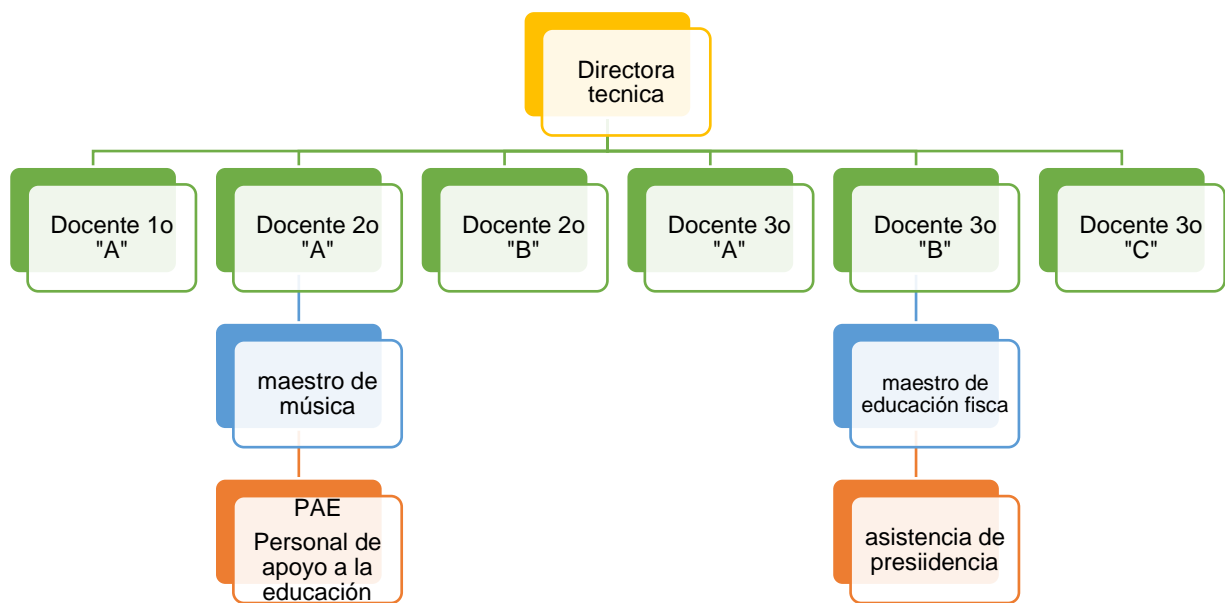 Directora
tecnica
Docente 1o
"A"
Docente 2o
"A"
Docente 2o
"B"
Docente 3o
"A"
Docente 3o
"B"
Docente 3o
"C"
maestro de
música
maestro de
educación fisca
PAE
Personal de
apoyo a la
educación
asistencia de
presiidencia